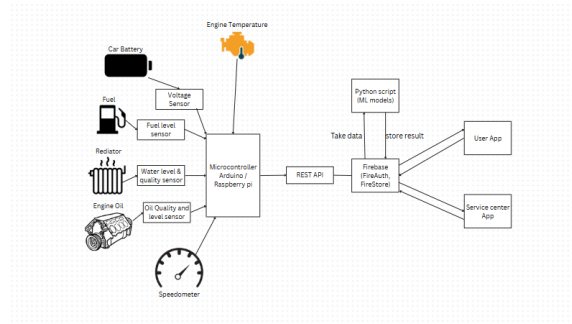 Engine Temperature
Car Battery
Voltage
Sensor
Fuel
Fuel level
sensor
Radiator
Water level &
quality sensor
Engine Oil
Oil Quality and
level sensor
Speedometer
Microcontroller
Arduino /
Raspberry pi
REST API
Python script
(ML models)
Take data
store result
Firebase
(FireAuth,
FireStore)
User App
Service center
App